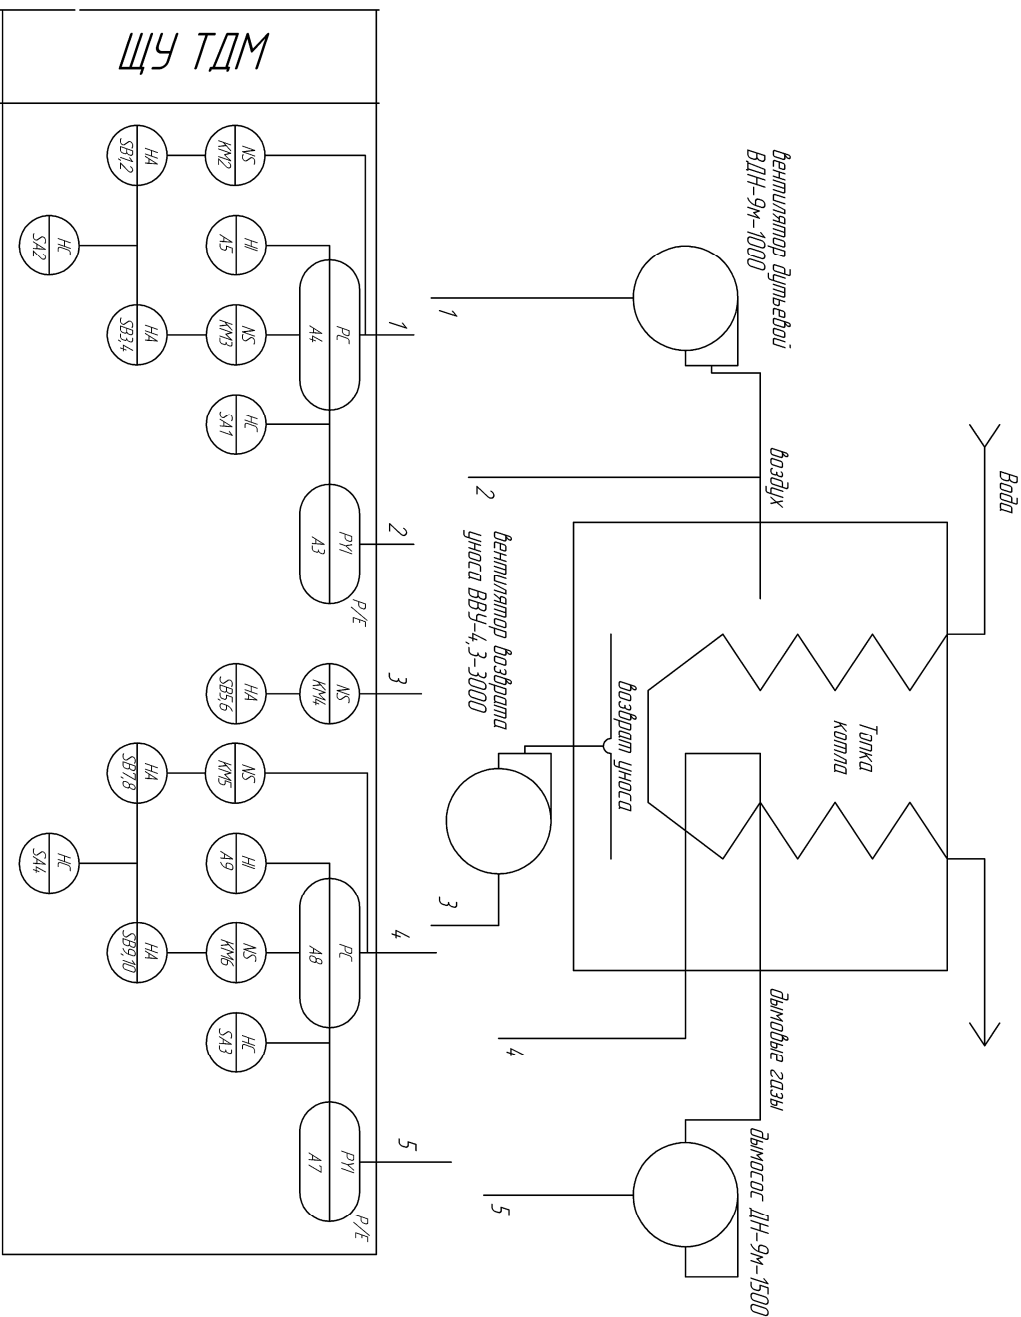 ЩУ ТДМ
Вода
вентилятор дутьевой
ВДН-9м-1000
воздух
Топка
котла
дымовые газы
дымосос ДН-9м-1500
возврат уноса
вентилятор возврата
уноса ВВУ-4,3-3000
1
2
3
4
5
1
2
3
4
5
PC
A4
PYI
A3
P/E
NS
KM4
PC
A8
PYI
A7
P/E
NS
KM2
HI
A5
NS
KM3
HC
SA1
HA
SB5,6
NS
KM5
HI
A9
NS
KM6
HC
SA3
HA
SB1,2
HA
SB3,4
HA
SB7,8
HA
SB9,10
HC
SA2
HC
SA4